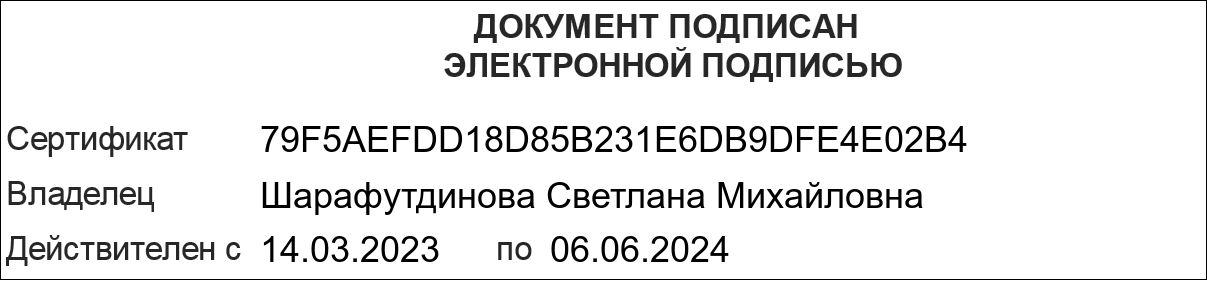 ДОКУМЕНТ ПОДПИСАН
ЭЛЕКТРОННОЙ ПОДПИСЬЮ
Сертификат 79F5AEFDD18D85B231E6DB9DFE4E02B4
Владелец Шарафутдинова Светлана Михайловна
Действителен с 14.03.2023 по 06.06.2024